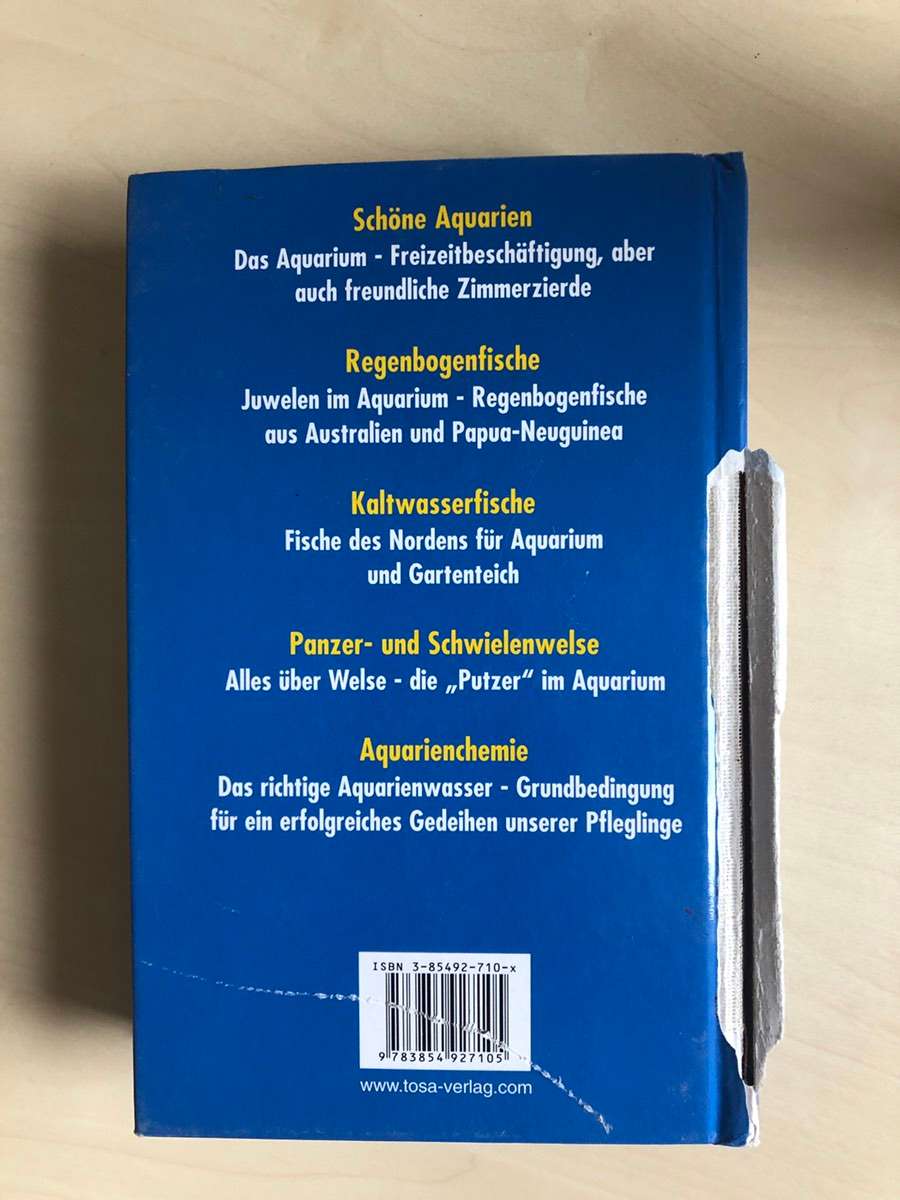 Schöne Aquarien
Das Aquarium - Freizeitbeschäftigung, aber
auch freundliche Zimmerzierde
Regenbogenfische
Juwelen im Aquarium - Regenbogenfische
aus Australien und Papua-Neuguinea
Kaltwasserfische
Fische des Nordens für Aquarium
und Gartenteich
Panzer- und Schwielenwelse
Alles über Welse - die „Putzer“ im Aquarium
Aquarienchemie
Das richtige Aquarienwasser - Grundbedingung
für ein erfolgreiches Gedeihen unserer Pfleglinge
ISBN 3-85492-710-x
9 783854 927105
www.tosa-verlag.com